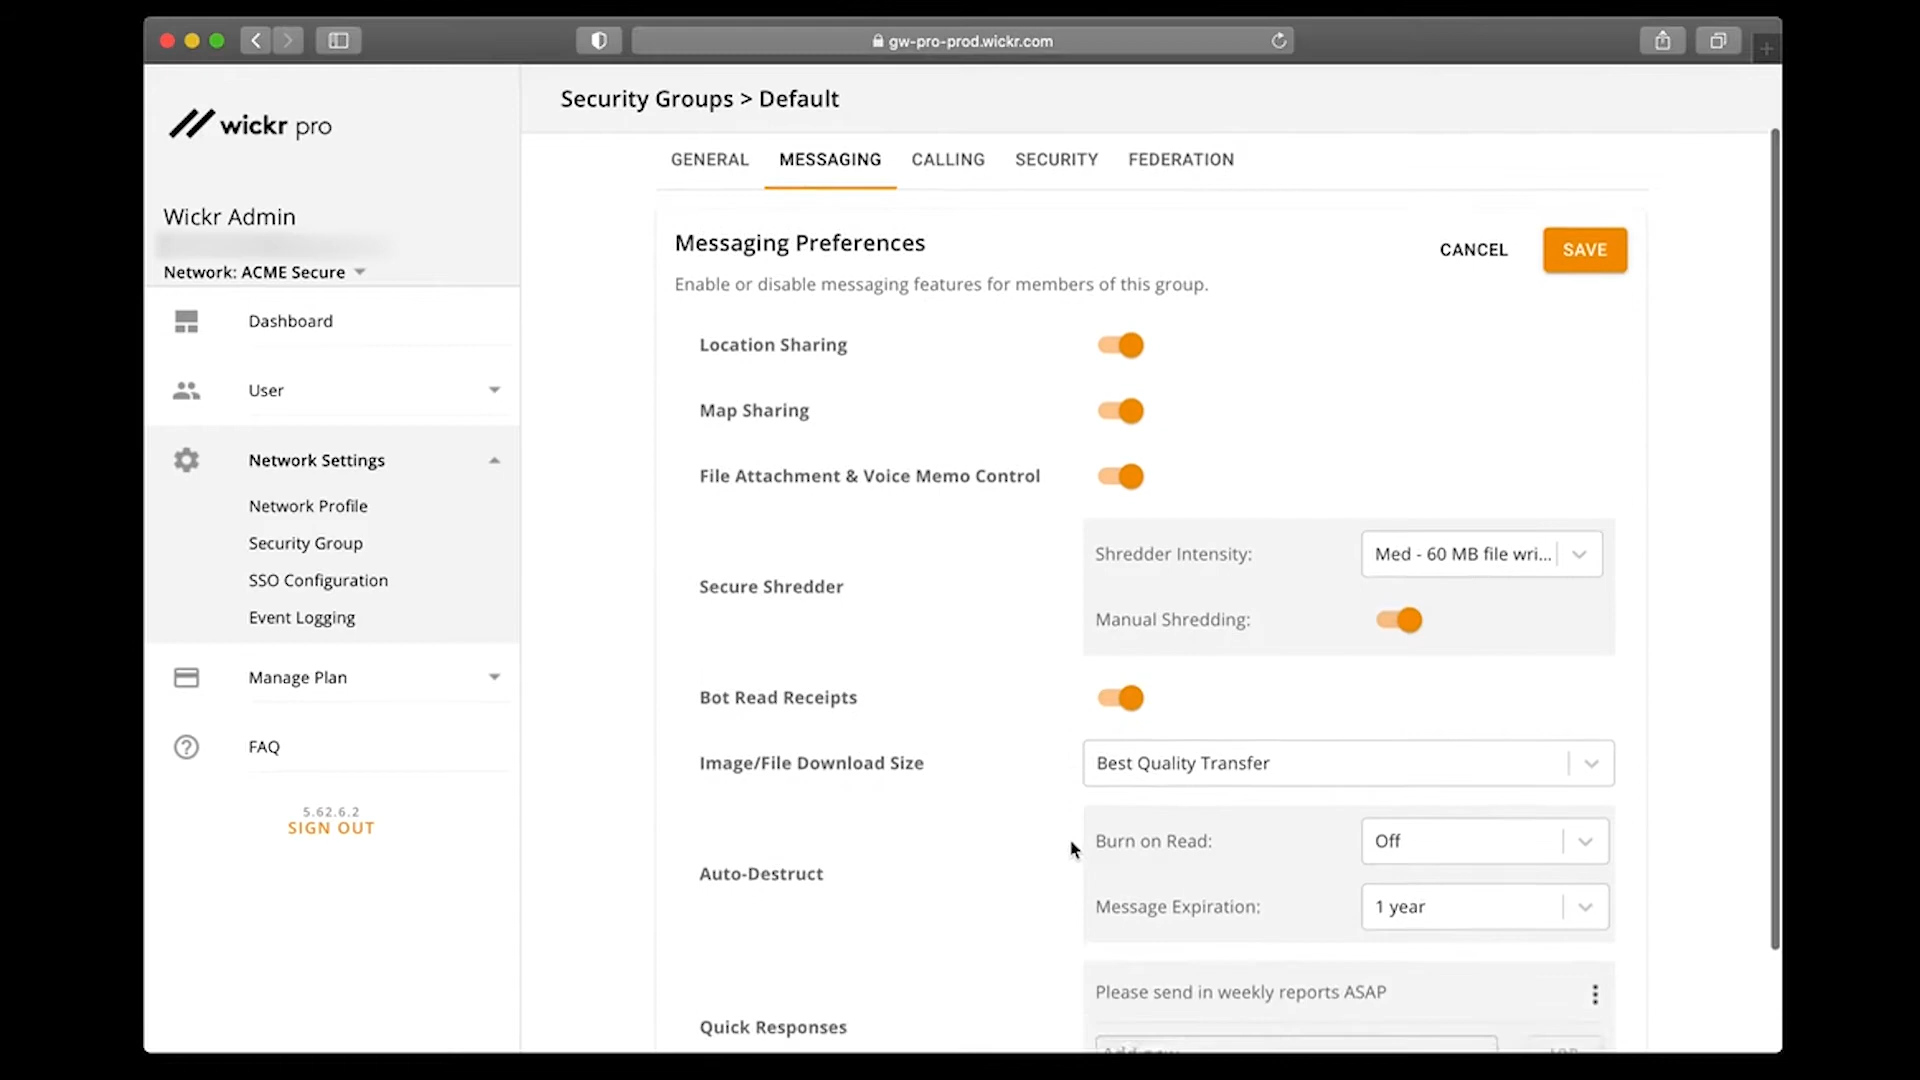 gw-pro-prod.wickr.com
wickr pro
Wickr Admin
Network: ACME Secure
Dashboard
User
Network Settings
Network Profile
Security Group
SSO Configuration
Event Logging
Manage Plan
FAQ
5.62.6.2
SIGN OUT
Security Groups > Default
GENERAL MESSAGING CALLING SECURITY FEDERATION
Messaging Preferences
CANCEL SAVE
Enable or disable messaging features for members of this group.
Location Sharing
Map Sharing
File Attachment & Voice Memo Control
Secure Shredder
Shredder Intensity: Med - 60 MB file wri...
Manual Shredding:
Bot Read Receipts
Image/File Download Size Best Quality Transfer
Auto-Destruct
Burn on Read: Off
Message Expiration: 1 year
Quick Responses
Please send in weekly reports ASAP